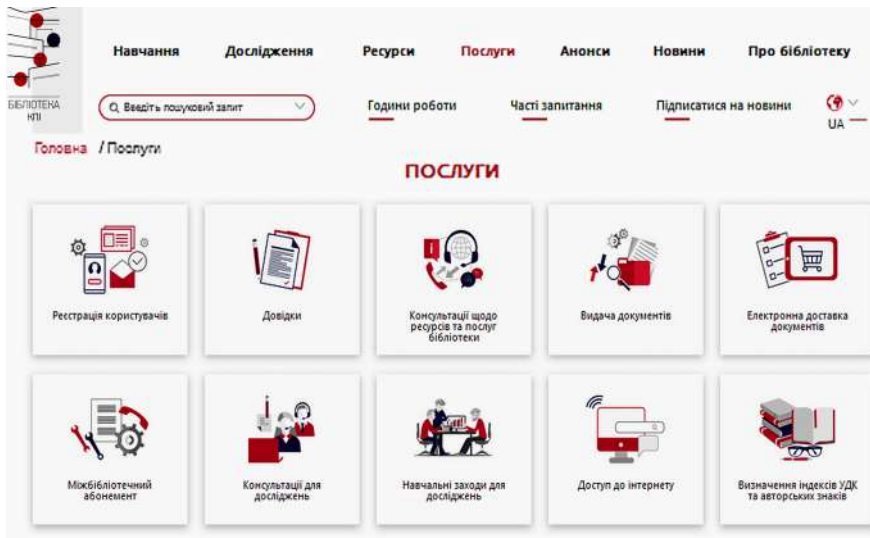 Навчання Дослідження Ресурси Послуги Анонси Новини Про бібліотеку
БІБЛІОТЕКА
КПІ
Введіть пошуковий запит
Години роботи Часті запитання Підписатися на новини
UA
Головна / Послуги
ПОСЛУГИ
Реєстрація користувачів
Довідки
Консультації щодо
ресурсів та послуг
бібліотеки
Видача документів
Електронна доставка
документів
Міжбібліотечний
абонемент
Консультації для
досліджень
Навчальні заходи для
досліджень
Доступ до інтернету
Визначення індексів УДК
та авторських знаків